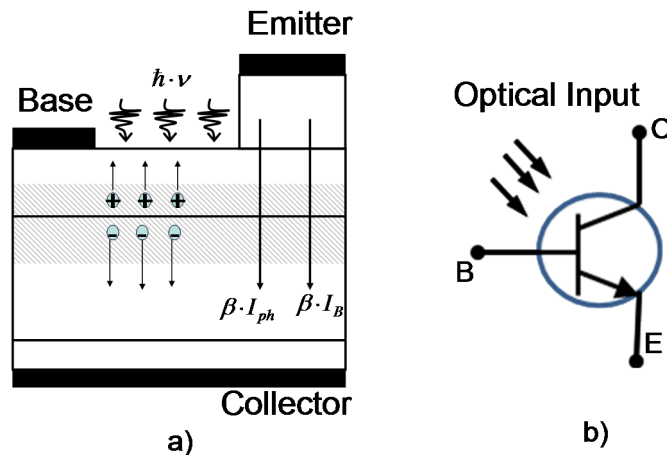 Emitter
ħ·ν
Base
β·I_ph
β·I_B
Collector
a)
Optical Input
C
B
E
b)